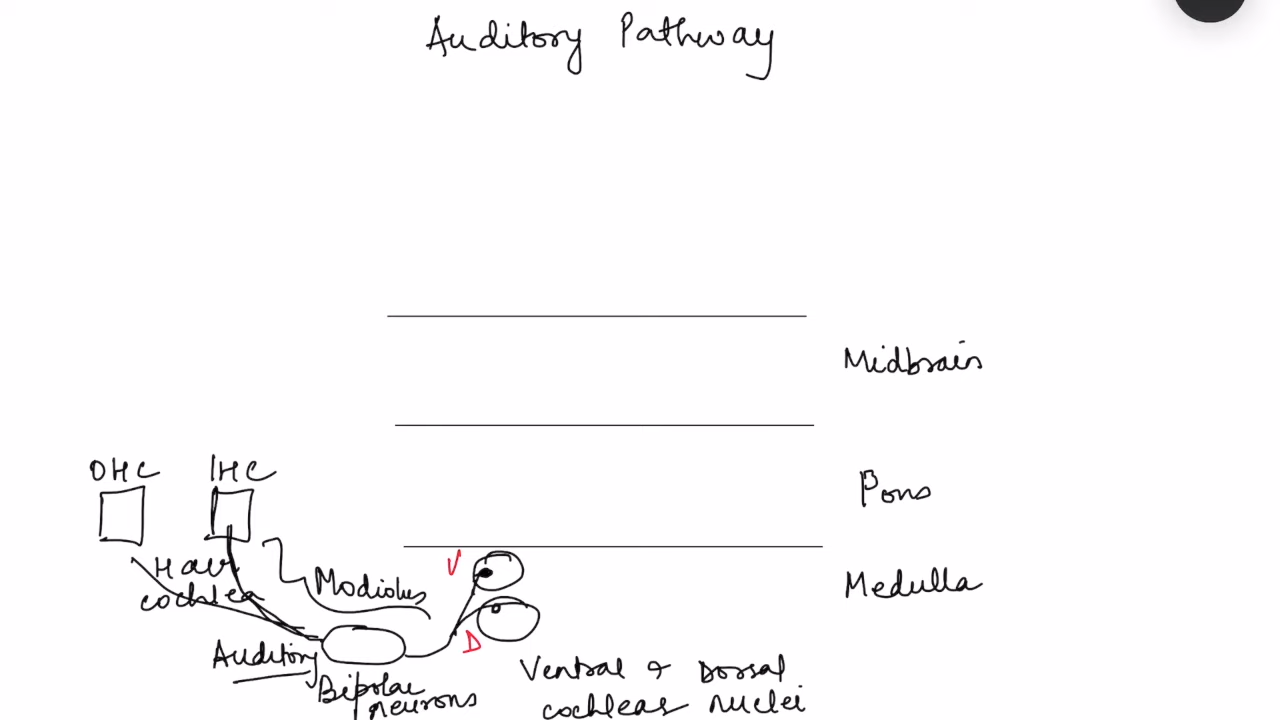 Auditory Pathway
Midbrain
Pons
Medulla
OHC IHC
Hair
cochlea
Modiolus
Auditory
Bipolar
neurons
V
D
Ventral & Dorsal
cochlear nuclei